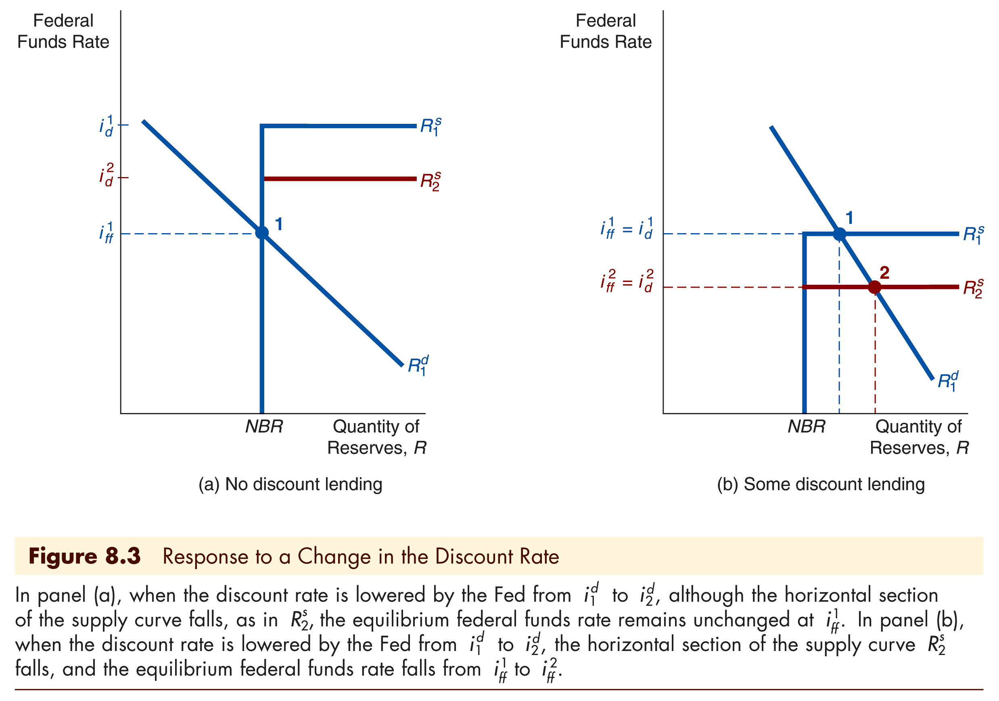 Federal
Funds Rate
i_d^1
i_d^2
i_ff^1
1
R_1^s
R_2^s
R_1^d
NBR
Quantity of
Reserves, R
(a) No discount lending
Federal
Funds Rate
i_ff^1 = i_d^1
i_ff^2 = i_d^2
1
2
R_1^s
R_2^s
R_1^d
NBR
Quantity of
Reserves, R
(b) Some discount lending
Figure 8.3 Response to a Change in the Discount Rate
In panel (a), when the discount rate is lowered by the Fed from i_1^d to i_2^d, although the horizontal section
of the supply curve falls, as in R_2^s, the equilibrium federal funds rate remains unchanged at i_ff^1. In panel (b),
when the discount rate is lowered by the Fed from i_1^d to i_2^d, the horizontal section of the supply curve R_2^s
falls, and the equilibrium federal funds rate falls from i_ff^1 to i_ff^2.